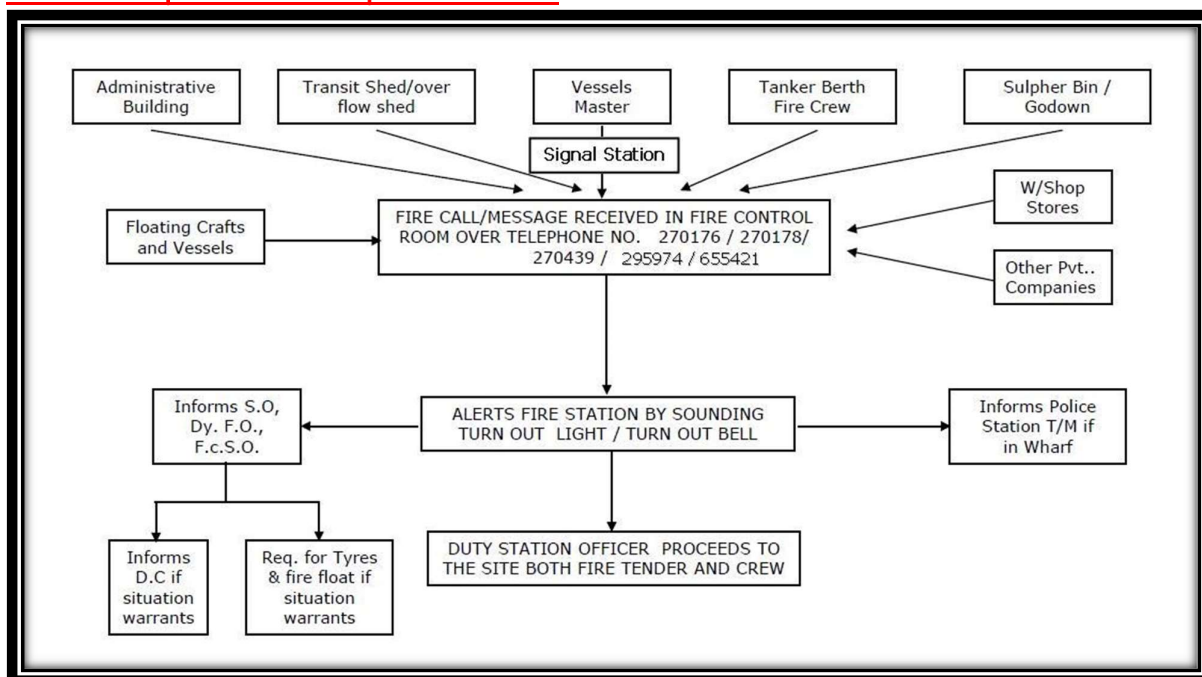 Administrative
Building
Transit Shed/over
flow shed
Vessels
Master
Tanker Berth
Fire Crew
Sulpher Bin /
Godown
Signal Station
W/Shop
Stores
Floating Crafts
and Vessels
FIRE CALL/MESSAGE RECEIVED IN FIRE CONTROL
ROOM OVER TELEPHONE NO. 270176 / 270178/
270439 / 295974 / 655421
Other Pvt..
Companies
Informs S.O,
Dy. F.O.,
F.c.S.O.
ALERTS FIRE STATION BY SOUNDING
TURN OUT LIGHT / TURN OUT BELL
Informs Police
Station T/M if
in Wharf
Informs
D.C if
situation
warrants
Req. for Tyres
& fire float if
situation
warrants
DUTY STATION OFFICER PROCEEDS TO
THE SITE BOTH FIRE TENDER AND CREW